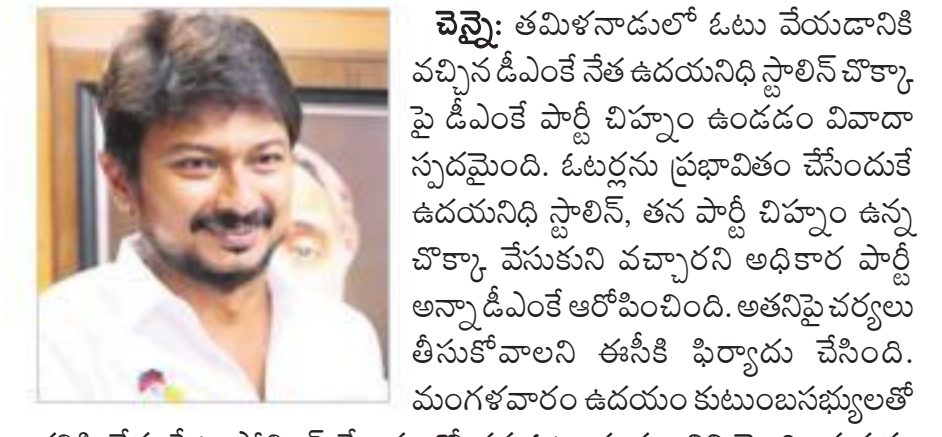 చెన్నై: తమిళనాడులో ఓటు వేయడానికి
వచ్చిన డీఎంకే నేత ఉదయనిధి స్టాలిన్ చొక్కా
పై డీఎంకే పార్టీ చిహ్నం ఉండడం వివాదా
స్పదమైంది. ఓటర్లను ప్రభావితం చేసేందుకే
ఉదయనిధి స్టాలిన్, తన పార్టీ చిహ్నం ఉన్న
చొక్కా వేసుకుని వచ్చారని అధికార పార్టీ
అన్నాడీఎంకే ఆరోపించింది. అతనిపై చర్యలు
తీసుకోవాలని ఈసీకి ఫిర్యాదు చేసింది.
మంగళవారం ఉదయం కుటుంబసభ్యులతో